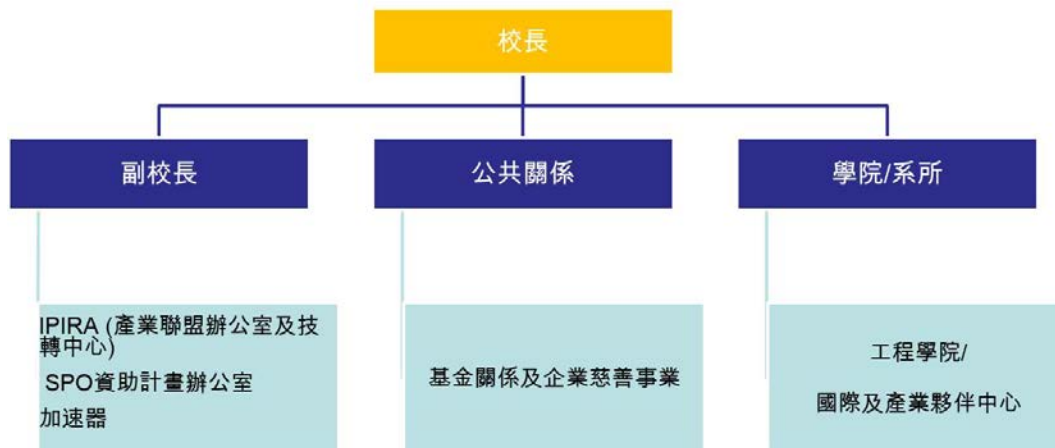 校長
副校長
公共關係
學院/系所
IPIRA (產業聯盟辦公室及技
轉中心)
SPO資助計畫辦公室
加速器
基金關係及企業慈善事業
工程學院/
國際及產業夥伴中心